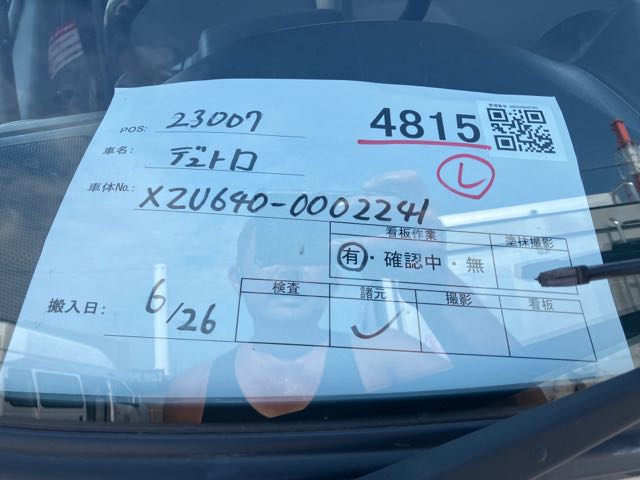 POS: 23007
4815
車名: デュトロ
Ⓛ
車体No.: XZU640-0002241
看板作業 塗抹撮影
㊒・確認中・無
搬入日: 6/26
検査 諸元 撮影 看板
✓